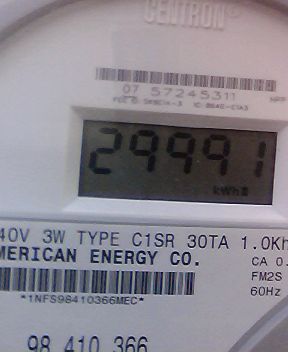 CENTRON®
07 57245311
29991
kWh
40V 3W TYPE C1SR 30TA 1.0Kh
MERICAN ENERGY CO.
CA 0.
FM2S
60Hz
*1NFS98410366MEC*
98 410 366